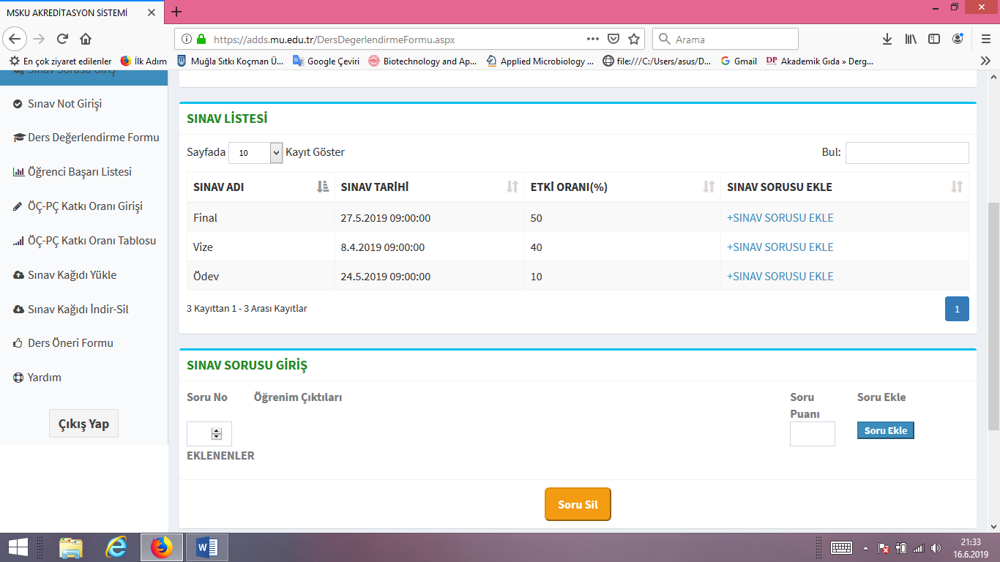 MSKU AKREDİTASYON SİSTEMİ
https://adds.mu.edu.tr/DersDegerlendirmeFormu.aspx
Arama
En çok ziyaret edilenler
İlk Adım
Muğla Sıtkı Koçman Ü...
Google Çeviri
Biotechnology and Ap...
Applied Microbiology ...
file:///C:/Users/asus/D...
Gmail
Akademik Gıda » Derg...
Sınav Sorusu Giriş
Sınav Not Girişi
Ders Değerlendirme Formu
Öğrenci Başarı Listesi
ÖÇ-PÇ Katkı Oranı Girişi
ÖÇ-PÇ Katkı Oranı Tablosu
Sınav Kağıdı Yükle
Sınav Kağıdı İndir-Sil
Ders Öneri Formu
Yardım
Çıkış Yap
SINAV LİSTESİ
Sayfada 10 Kayıt Göster
Bul:
SINAV ADI SINAV TARİHİ ETKİ ORANI(%) SINAV SORUSU EKLE
Final 27.5.2019 09:00:00 50 +SINAV SORUSU EKLE
Vize 8.4.2019 09:00:00 40 +SINAV SORUSU EKLE
Ödev 24.5.2019 09:00:00 10 +SINAV SORUSU EKLE
3 Kayıttan 1 - 3 Arası Kayıtlar
1
SINAV SORUSU GİRİŞ
Soru No Öğrenim Çıktıları Soru Puanı Soru Ekle
Soru Ekle
EKLENENLER
Soru Sil
21:33
16.6.2019